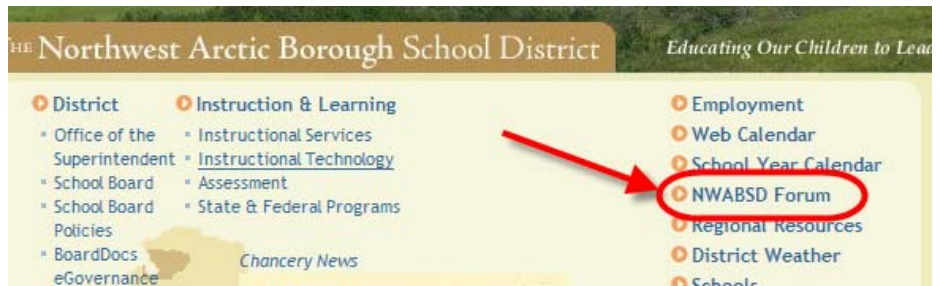 THE Northwest Arctic Borough School District
Educating Our Children to Lead
District
Office of the
Superintendent
School Board
School Board
Policies
BoardDocs
eGovernance
Instruction & Learning
Instructional Services
Instructional Technology
Assessment
State & Federal Programs
Chancery News
Employment
Web Calendar
School Year Calendar
NWABSD Forum
Regional Resources
District Weather
Schools